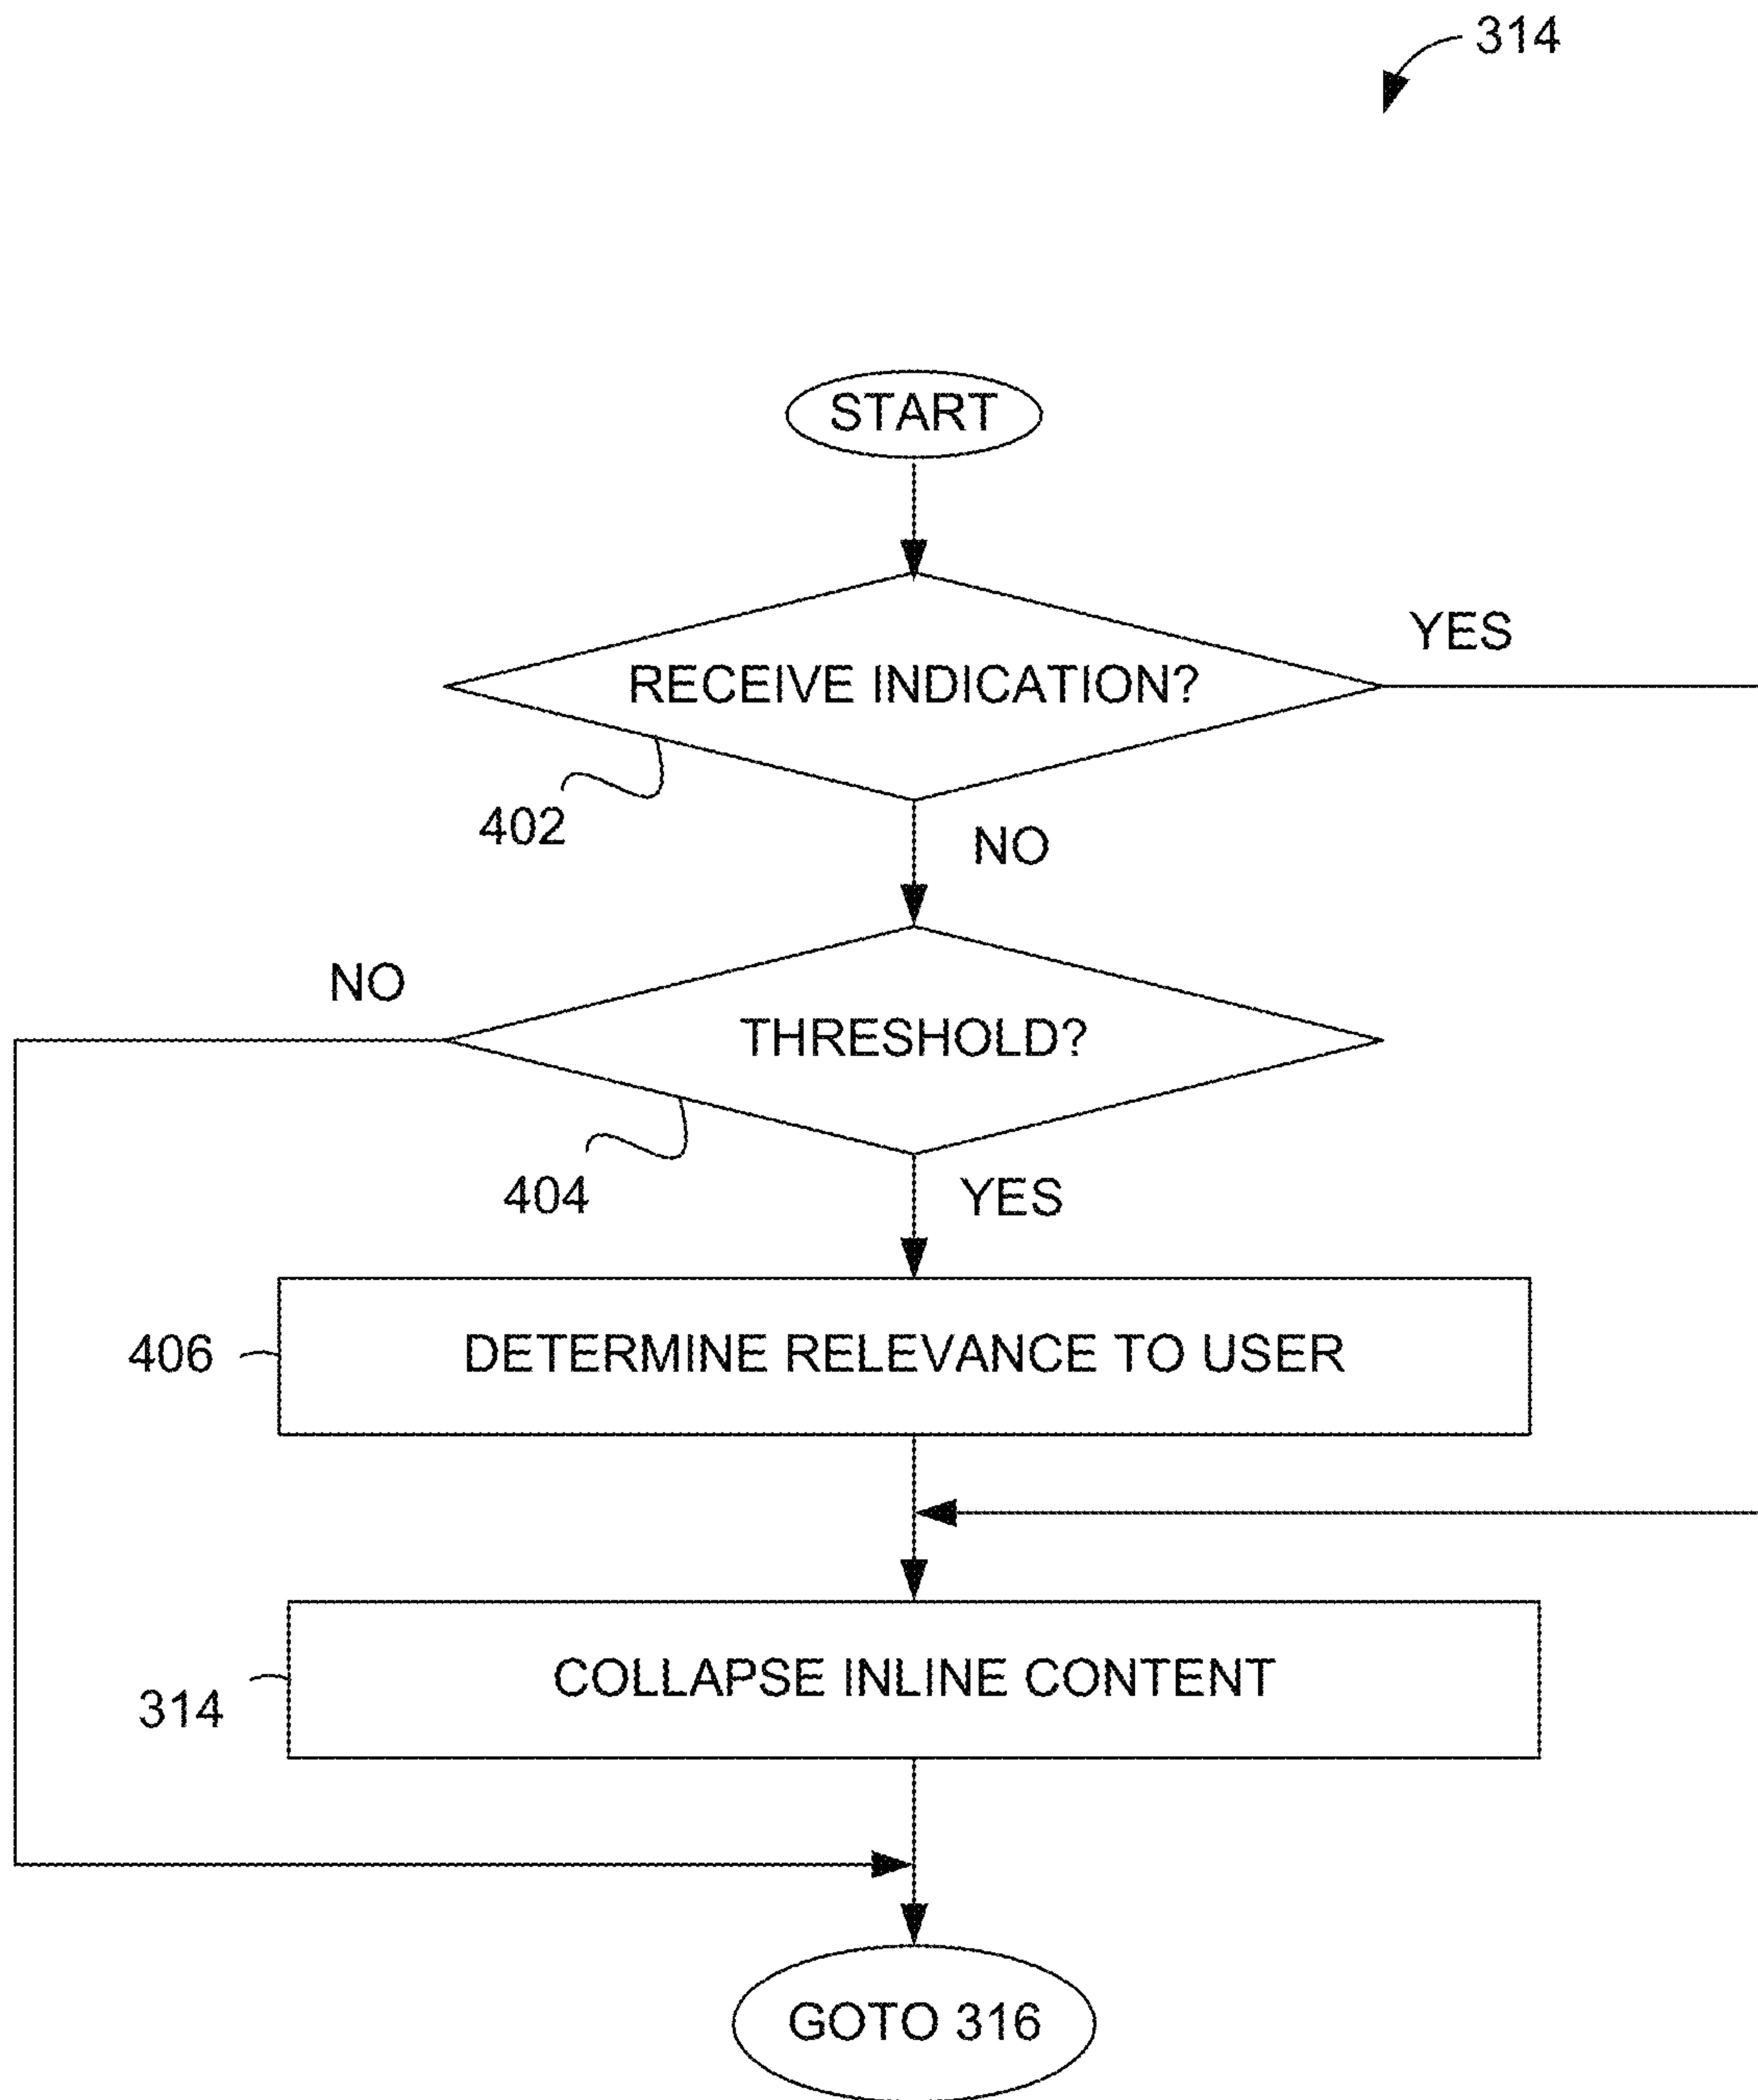 314
START
YES
RECEIVE INDICATION?
402
NO
NO
THRESHOLD?
404
YES
406
DETERMINE RELEVANCE TO USER
COLLAPSE INLINE CONTENT
314
GOTO 316